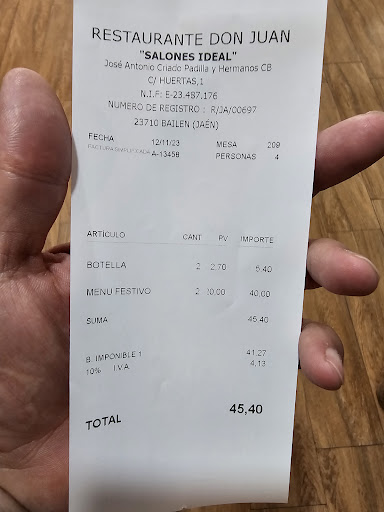 RESTAURANTE DON JUAN
"SALONES IDEAL"
José Antonio Criado Padilla y Hermanos CB
C/ HUERTAS,1
N.I.F: E-23.487.176
NUMERO DE REGISTRO : R/JA/00697
23710 BAILEN (JAÉN)
FECHA 12/11/23 MESA 209
FACTURA SIMPLIFICADA A-13458 PERSONAS 4
ARTÍCULO CANT PV IMPORTE
BOTELLA 2 2,70 5,40
MENU FESTIVO 2 20,00 40,00
SUMA 45,40
B. IMPONIBLE 1 41,27
10% I.V.A 4,13
TOTAL 45,40